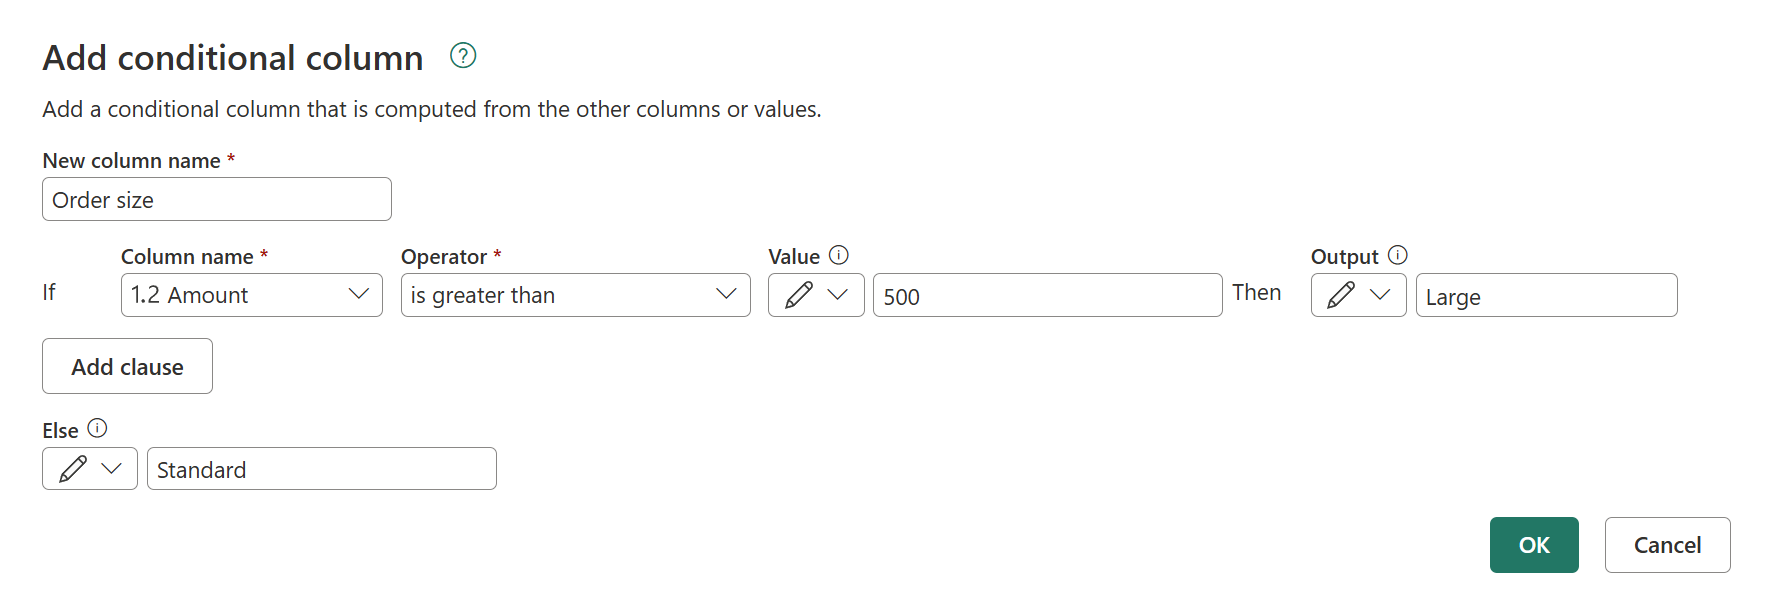 Add conditional column
Add a conditional column that is computed from the other columns or values.
New column name *
Order size
Column name * Operator * Value Output
If 1.2 Amount is greater than 500 Then Large
Add clause
Else
Standard
OK Cancel